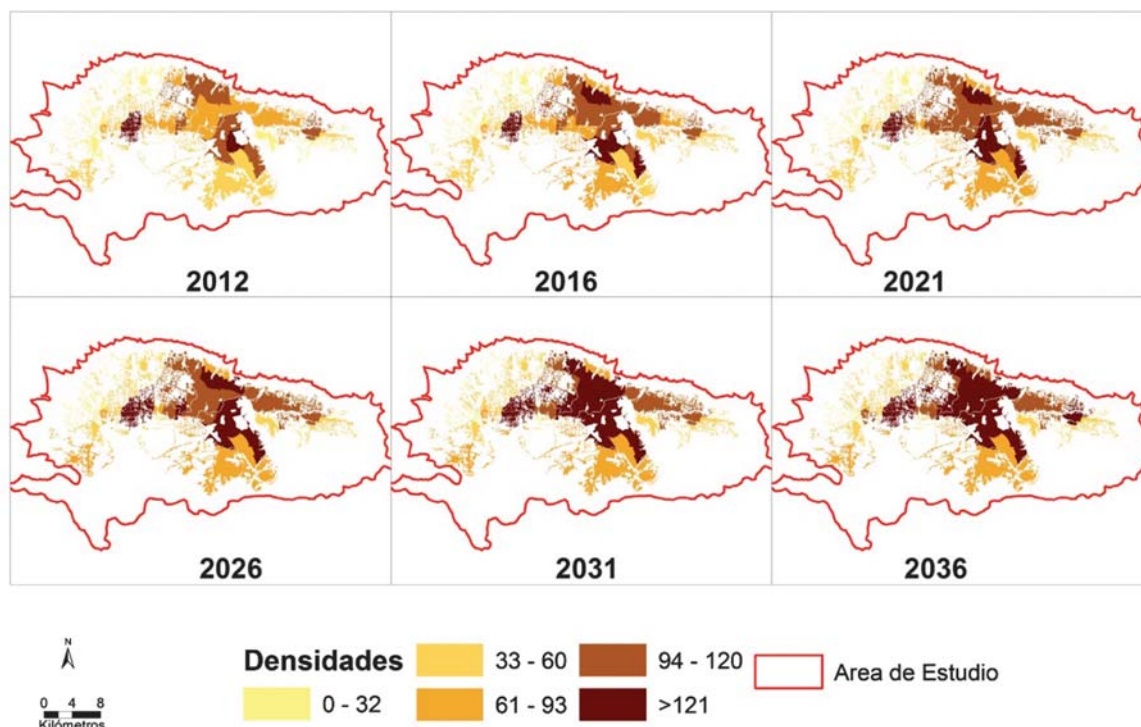 2012
2016
2021
2026
2031
2036
N
0 4 8
Kilómetros
Densidades
0 - 32
33 - 60
61 - 93
94 - 120
>121
Area de Estudio